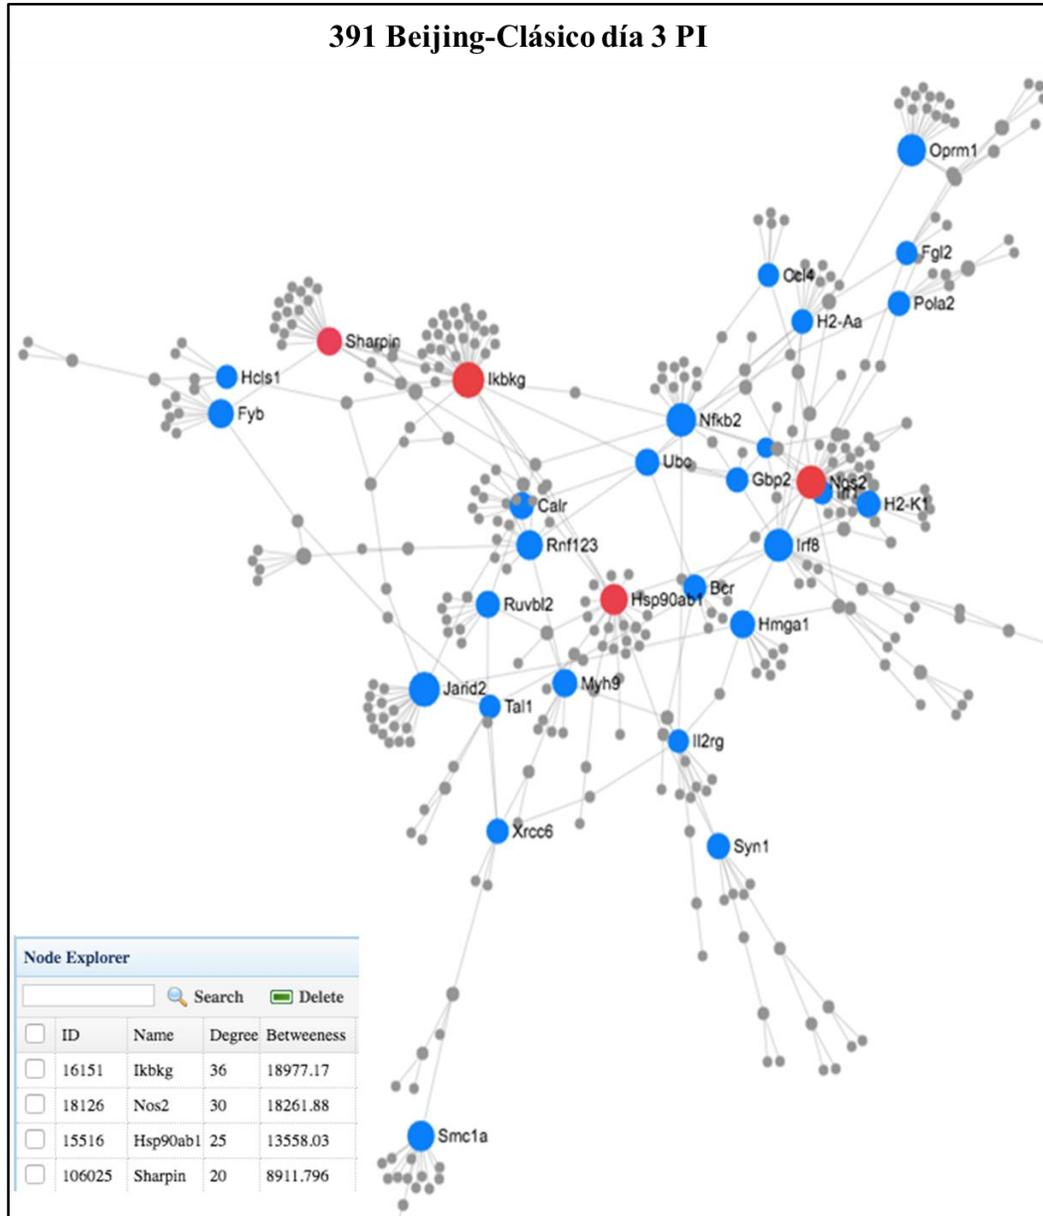 391 Beijing-Clásico día 3 PI
Oprm1
Fgl2
Ccl4
Pola2
H2-Aa
Sharpin
Ikbkg
Hcls1
Fyb
Nfkb2
Ubc
Gbp2
Nos2
H2-K1
Calr
Rnf123
Irf8
Bcr
Hsp90ab1
Ruvbl2
Hmga1
Myh9
Jarid2
Tal1
Il2rg
Xrcc6
Syn1
Node Explorer
Search Delete
ID Name Degree Betweeness
16151 Ikbkg 36 18977.17
18126 Nos2 30 18261.88
15516 Hsp90ab1 25 13558.03
106025 Sharpin 20 8911.796
Smc1a